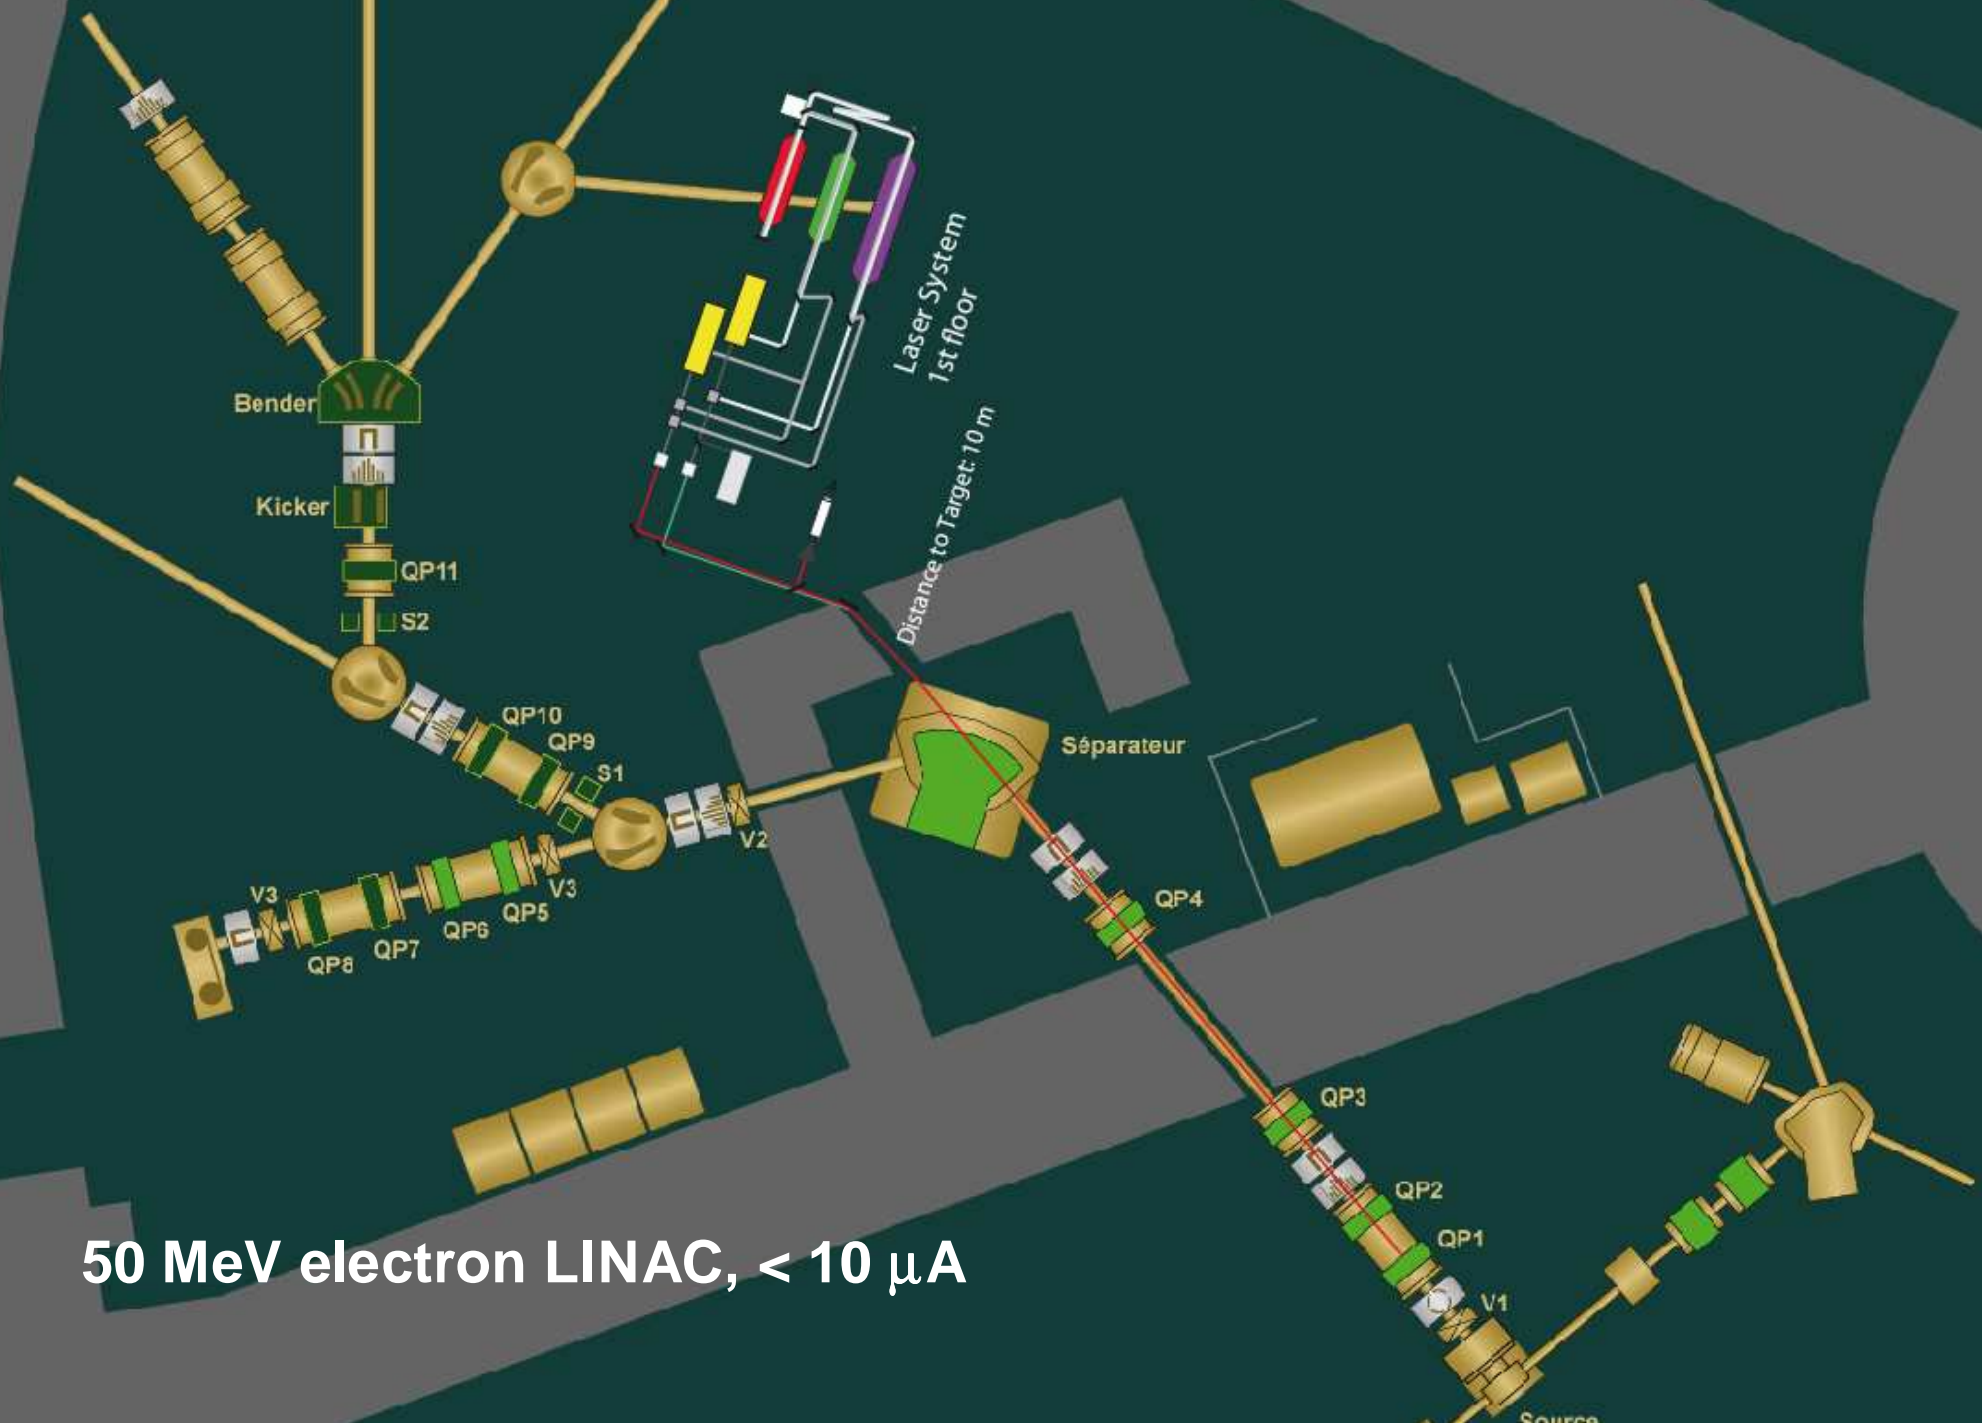 Laser System
1st floor
Distance to Target: 10 m
Bender
Kicker
QP11
S2
QP10
QP9
S1
Séparateur
V2
V3
V3
QP5
QP6
QP7
QP8
QP4
QP3
QP2
QP1
V1
50 MeV electron LINAC, < 10 μA
Source